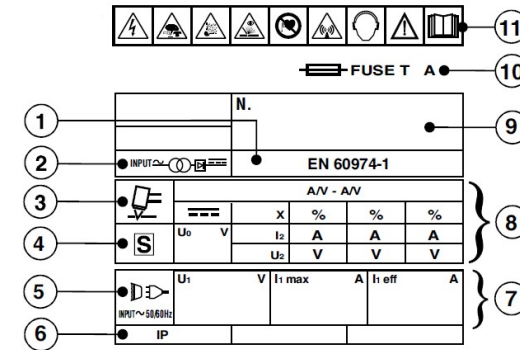 11
FUSE T A 10
N.
1
9
2 INPUT
EN 60974-1
3
A/V - A/V
X % % %
8
4 S U0 V I2 A A A
U2 V V V
5 U1 V I1 max A I1 eff A
7
INPUT~50/60Hz
6 IP